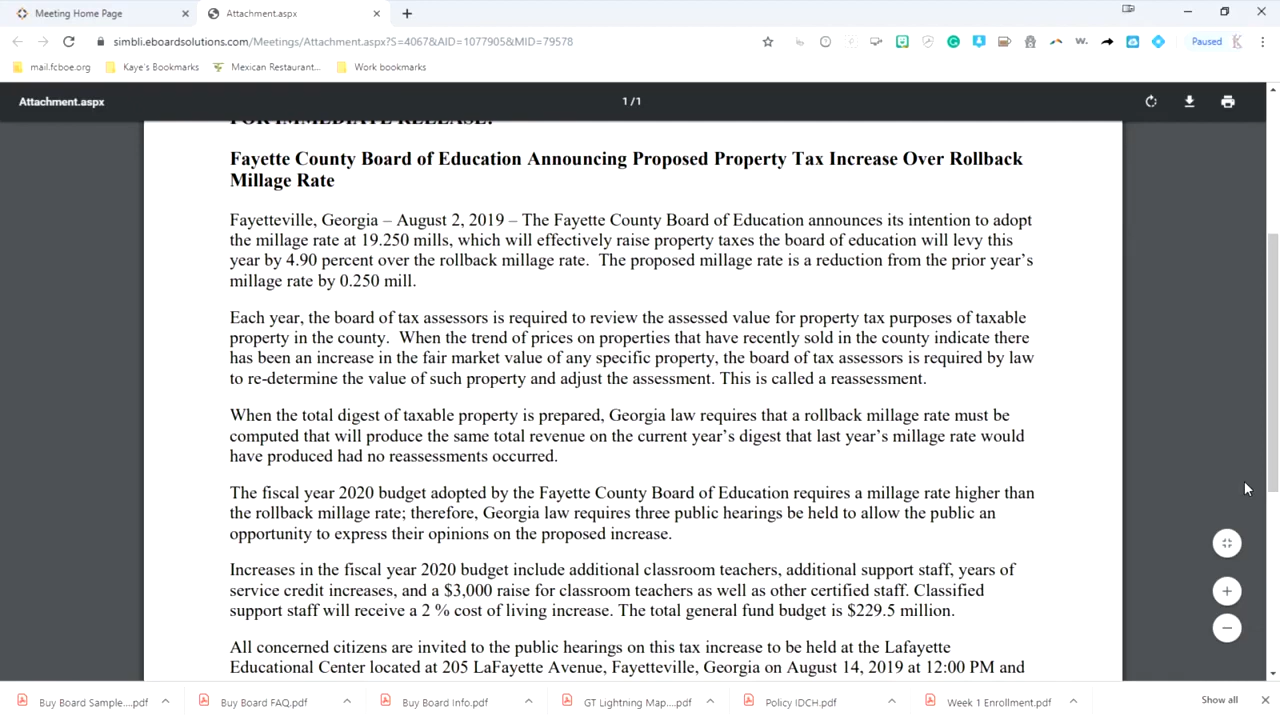 Meeting Home Page
Attachment.aspx
simbli.eboardsolutions.com/Meetings/Attachment.aspx?S=4067&AID=1077905&MID=79578
w.
Paused
mail.fcboe.org
Kaye's Bookmarks
Mexican Restaurant...
Work bookmarks
Attachment.aspx
1 / 1
FOR IMMEDIATE RELEASE:
Fayette County Board of Education Announcing Proposed Property Tax Increase Over Rollback
Millage Rate
Fayetteville, Georgia – August 2, 2019 – The Fayette County Board of Education announces its intention to adopt
the millage rate at 19.250 mills, which will effectively raise property taxes the board of education will levy this
year by 4.90 percent over the rollback millage rate. The proposed millage rate is a reduction from the prior year's
millage rate by 0.250 mill.
Each year, the board of tax assessors is required to review the assessed value for property tax purposes of taxable
property in the county. When the trend of prices on properties that have recently sold in the county indicate there
has been an increase in the fair market value of any specific property, the board of tax assessors is required by law
to re-determine the value of such property and adjust the assessment. This is called a reassessment.
When the total digest of taxable property is prepared, Georgia law requires that a rollback millage rate must be
computed that will produce the same total revenue on the current year's digest that last year's millage rate would
have produced had no reassessments occurred.
The fiscal year 2020 budget adopted by the Fayette County Board of Education requires a millage rate higher than
the rollback millage rate; therefore, Georgia law requires three public hearings be held to allow the public an
opportunity to express their opinions on the proposed increase.
Increases in the fiscal year 2020 budget include additional classroom teachers, additional support staff, years of
service credit increases, and a $3,000 raise for classroom teachers as well as other certified staff. Classified
support staff will receive a 2 % cost of living increase. The total general fund budget is $229.5 million.
All concerned citizens are invited to the public hearings on this tax increase to be held at the Lafayette
Educational Center located at 205 LaFayette Avenue, Fayetteville, Georgia on August 14, 2019 at 12:00 PM and
Buy Board Sample....pdf
Buy Board FAQ.pdf
Buy Board Info.pdf
GT Lightning Map....pdf
Policy IDCH.pdf
Week 1 Enrollment.pdf
Show all